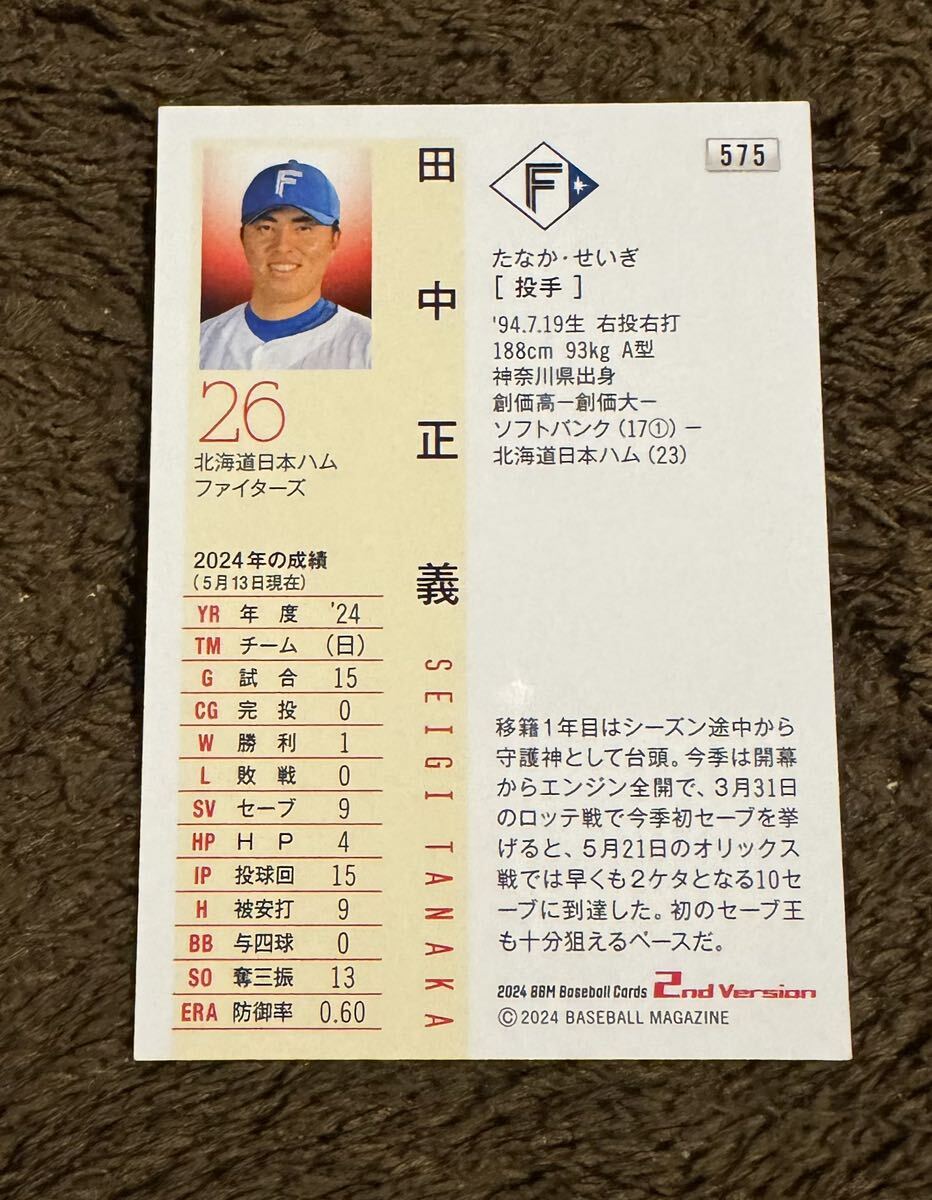 F
26
北海道日本ハム
ファイターズ
2024年の成績
(5月13日現在)
YR 年度 '24
TM チーム (日)
G 試合 15
CG 完投 0
W 勝利 1
L 敗戦 0
SV セーブ 9
HP HP 4
IP 投球回 15
H 被安打 9
BB 与四球 0
SO 奪三振 13
ERA 防御率 0.60
田中正義
SEIGI TANAKA
F
575
たなか・せいぎ
[ 投手 ]
'94.7.19生 右投右打
188cm 93kg A型
神奈川県出身
創価高ー創価大ー
ソフトバンク(17①)ー
北海道日本ハム(23)
移籍1年目はシーズン途中から
守護神として台頭。今季は開幕
からエンジン全開で、3月31日
のロッテ戦で今季初セーブを挙
げると、5月21日のオリックス
戦では早くも2ケタとなる10セ
ーブに到達した。初のセーブ王
も十分狙えるペースだ。
2024 BBM Baseball Cards 2nd Version
©2024 BASEBALL MAGAZINE